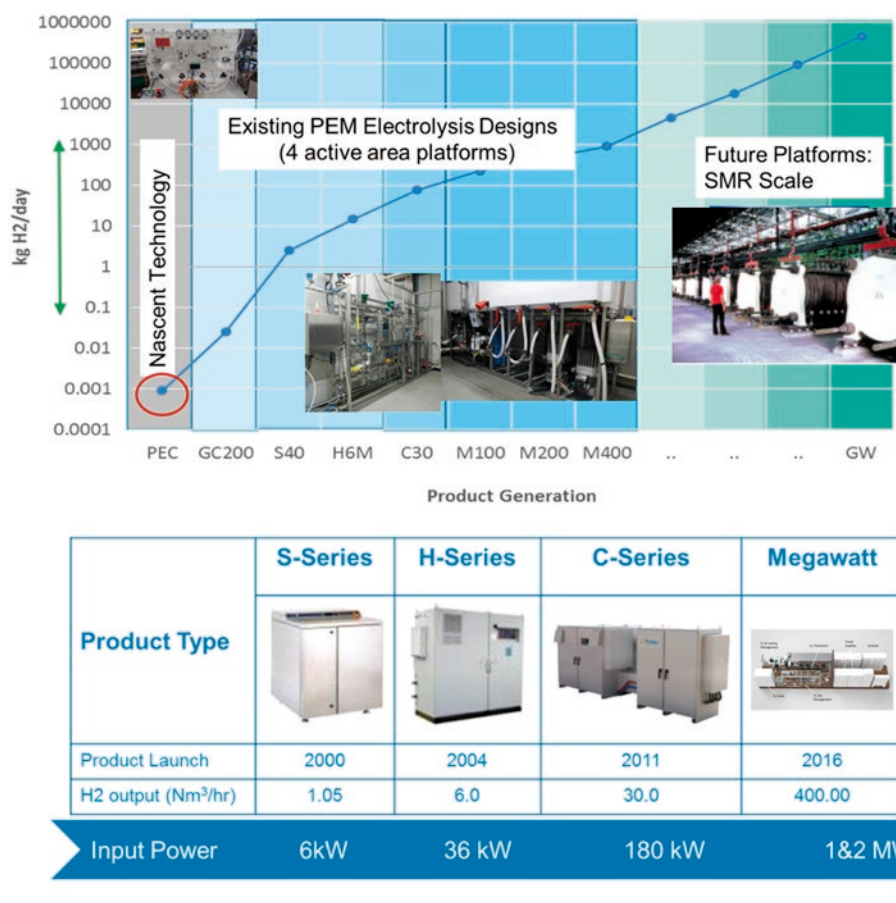 1000000
100000
10000
1000
100
10
1
0.1
0.01
0.001
0.0001
kg H2/day
Nascent Technology
Existing PEM Electrolysis Designs
(4 active area platforms)
Future Platforms:
SMR Scale
PEC GC200 S40 H6M C30 M100 M200 M400 .. .. .. GW
Product Generation
Product Type S-Series H-Series C-Series Megawatt
Product Launch 2000 2004 2011 2016
H2 output (Nm³/hr) 1.05 6.0 30.0 400.00
Input Power 6kW 36 kW 180 kW 1&2 MW